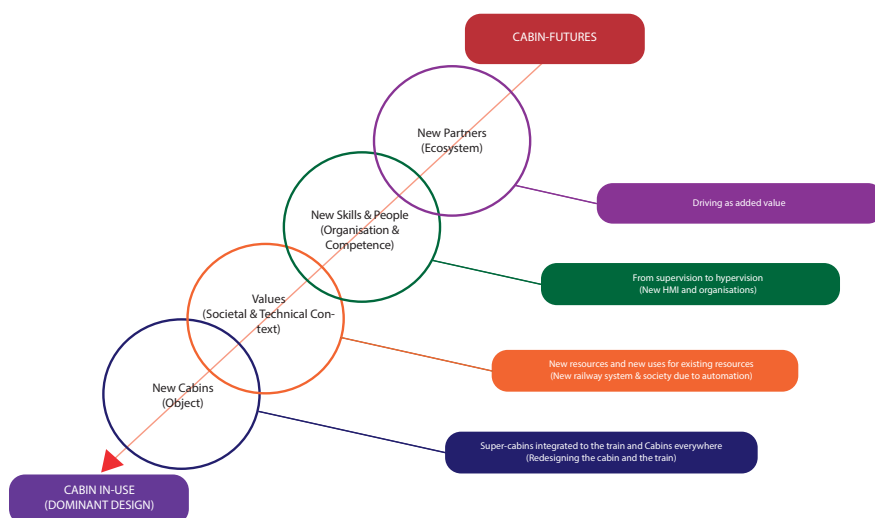 CABIN-FUTURES
New Partners
(Ecosystem)
Driving as added value
New Skills & People
(Organisation &
Competence)
From supervision to hypervision
(New HMI and organisations)
Values
(Societal & Technical Con-
text)
New resources and new uses for existing resources
(New railway system & society due to automation)
New Cabins
(Object)
Super-cabins integrated to the train and Cabins everywhere
(Redesigning the cabin and the train)
CABIN IN-USE
(DOMINANT DESIGN)